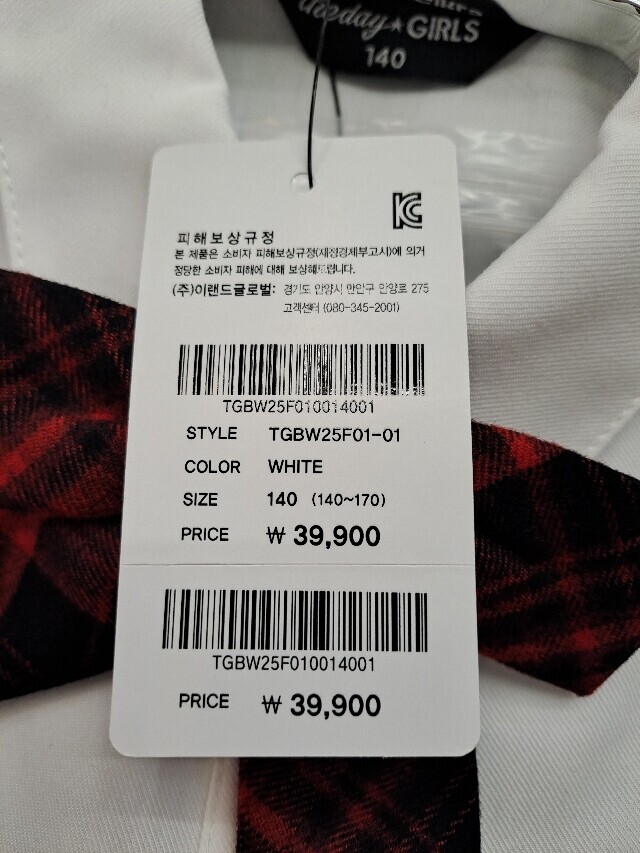 GIRLS
140
피해보상규정
본 제품은 소비자 피해보상규정(재정경제부고시)에 의거
정당한 소비자 피해에 대해 보상해드립니다.
(주)이랜드글로벌: 경기도 안양시 만안구 안양로 275
고객센터 (080-345-2001)
TGBW25F010014001
STYLE TGBW25F01-01
COLOR WHITE
SIZE 140 (140~170)
PRICE ₩ 39,900
TGBW25F010014001
PRICE ₩ 39,900